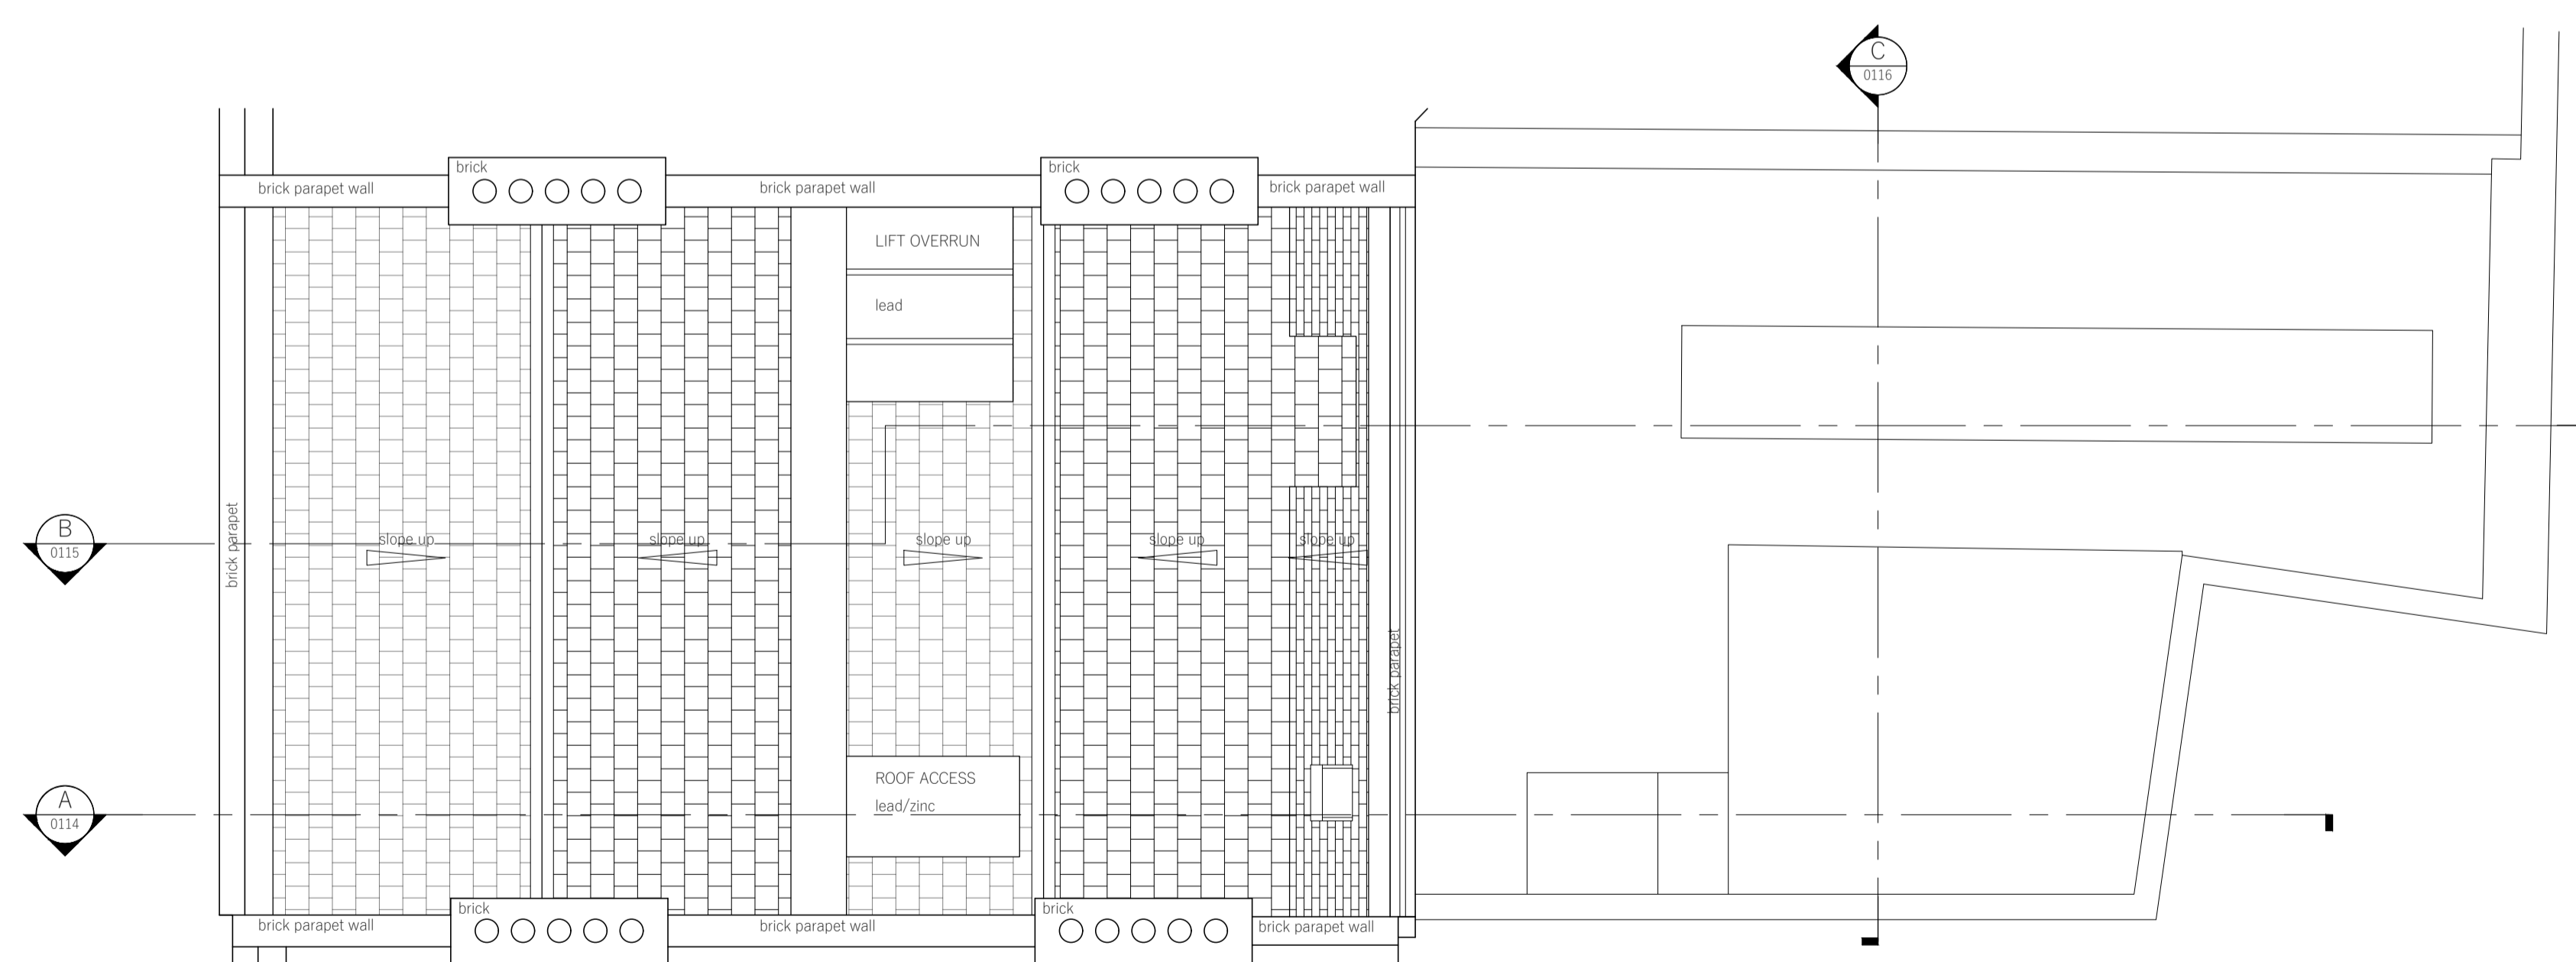 C
0116
brick
brick
brick parapet wall
brick parapet wall
brick parapet wall
LIFT OVERRUN
lead
B
0115
brick parapet
slope up
slope up
slope up
slope up
slope up
brick parapet
A
0114
ROOF ACCESS
lead/zinc
brick
brick
brick parapet wall
brick parapet wall
brick parapet wall